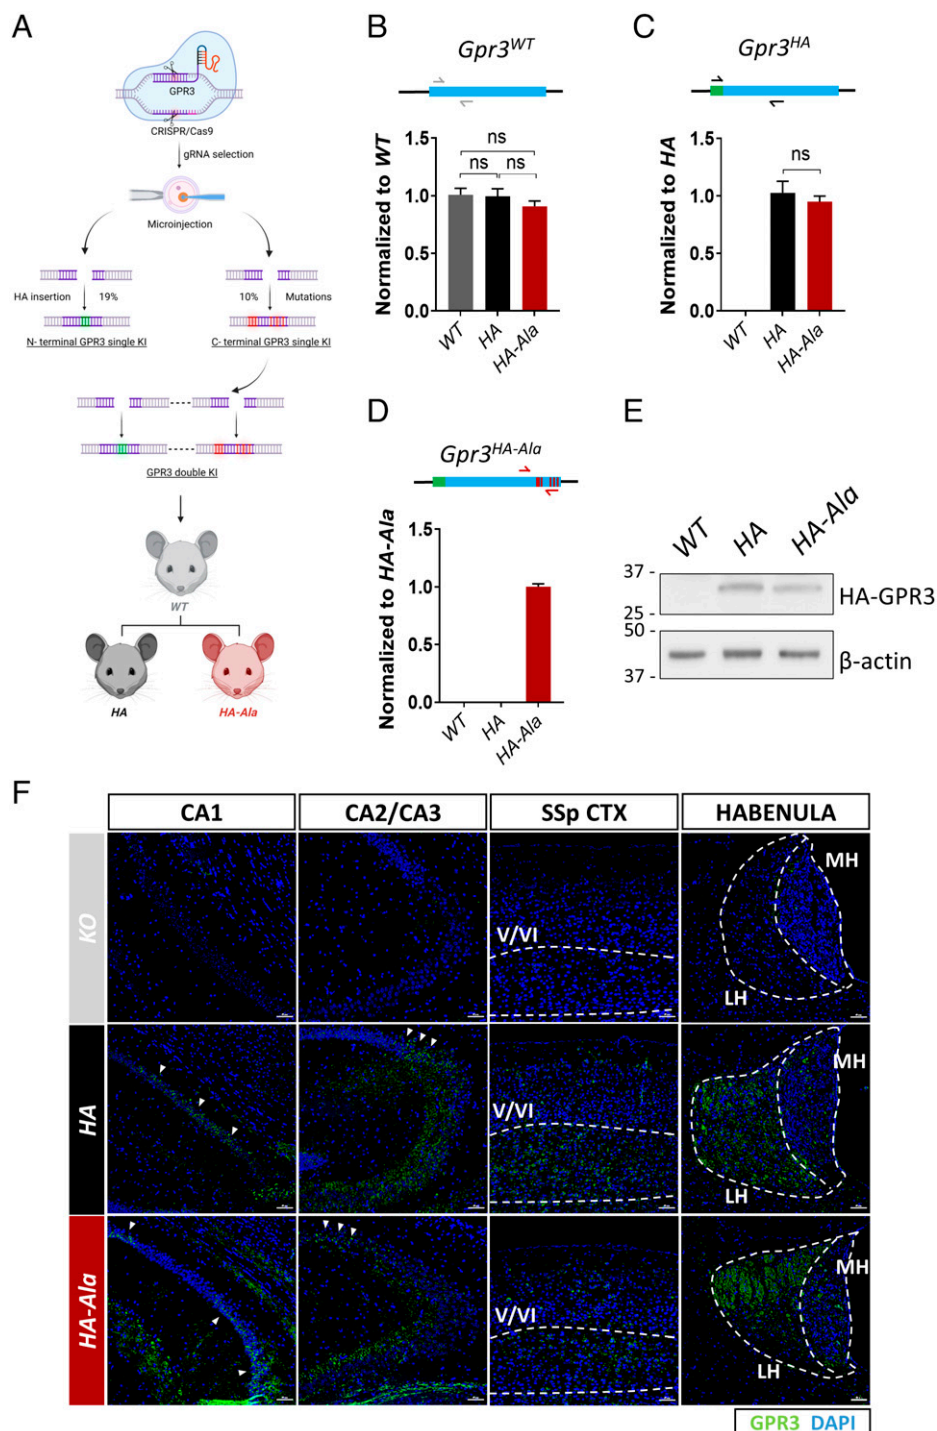 A
GPR3
CRISPR/Cas9
gRNA selection
Microinjection
HA insertion 19%
10% Mutations
N- terminal GPR3 single KI
C- terminal GPR3 single KI
GPR3 double KI
WT
HA
HA-Ala
B
Gpr3WT
Normalized to WT
1.5
1.0
0.5
0.0
ns
ns ns
WT HA HA-Ala
C
Gpr3HA
Normalized to HA
1.5
1.0
0.5
0.0
ns
WT HA HA-Ala
D
Gpr3HA-Ala
Normalized to HA-Ala
1.5
1.0
0.5
0.0
WT HA HA-Ala
E
WT HA HA-Ala
37 -
25 -
HA-GPR3
50 -
37 -
β-actin
F
CA1 CA2/CA3 SSp CTX HABENULA
KO
V/VI
MH
LH
HA
V/VI
MH
LH
HA-Ala
V/VI
MH
LH
GPR3 DAPI